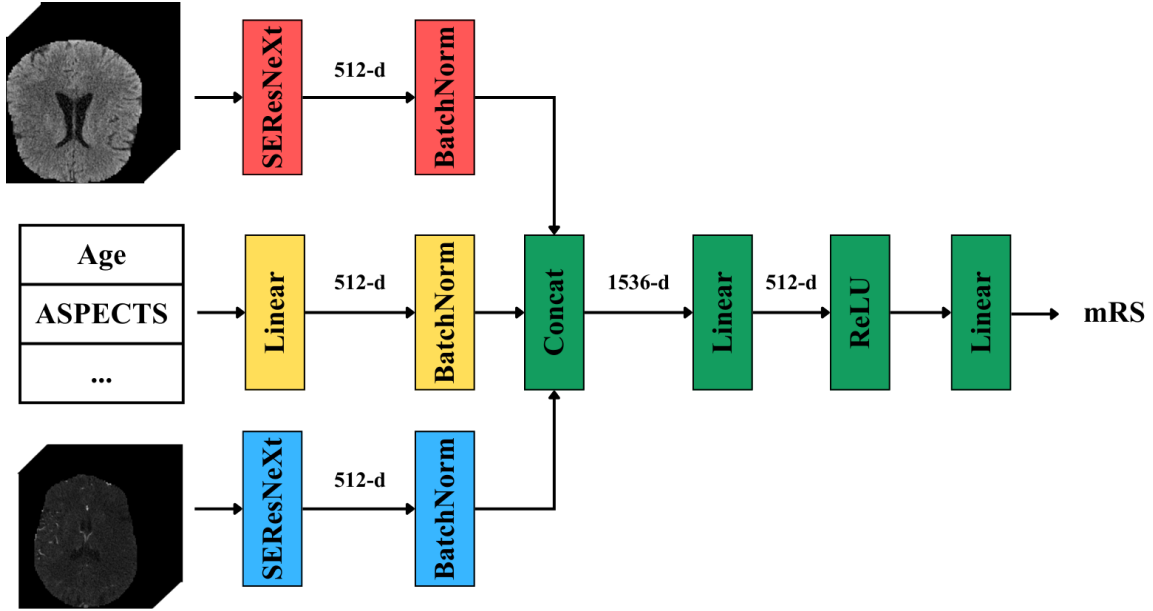 SEResNeXt
512-d
BatchNorm
Age
ASPECTS
...
Linear
512-d
BatchNorm
Concat
1536-d
Linear
512-d
ReLU
Linear
mRS
SEResNeXt
512-d
BatchNorm